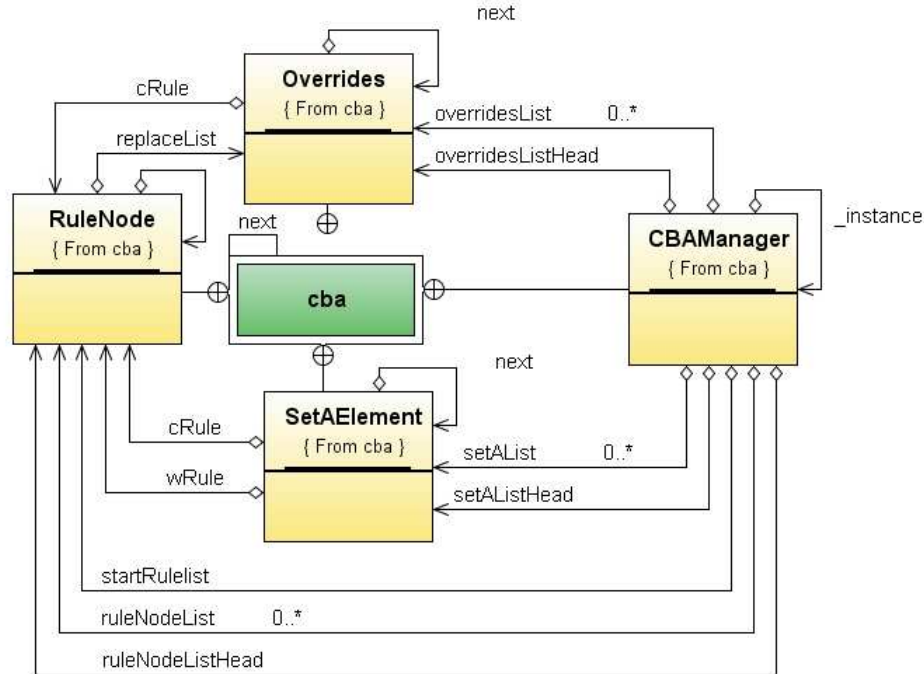 next
Overrides
{ From cba }
cRule
replaceList
overridesList 0..*
overridesListHead
RuleNode
{ From cba }
next
CBAManager
{ From cba }
_instance
cba
next
SetAElement
{ From cba }
cRule
wRule
setAList 0..*
setAListHead
startRulelist
ruleNodeList 0..*
ruleNodeListHead